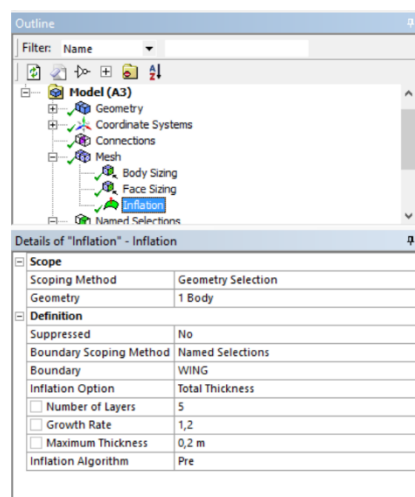 Outline
Filter: Name
Model (A3)
Geometry
Coordinate Systems
Connections
Mesh
Body Sizing
Face Sizing
Inflation
Named Selections
Details of "Inflation" - Inflation
Scope
Scoping Method Geometry Selection
Geometry 1 Body
Definition
Suppressed No
Boundary Scoping Method Named Selections
Boundary WING
Inflation Option Total Thickness
Number of Layers 5
Growth Rate 1,2
Maximum Thickness 0,2 m
Inflation Algorithm Pre